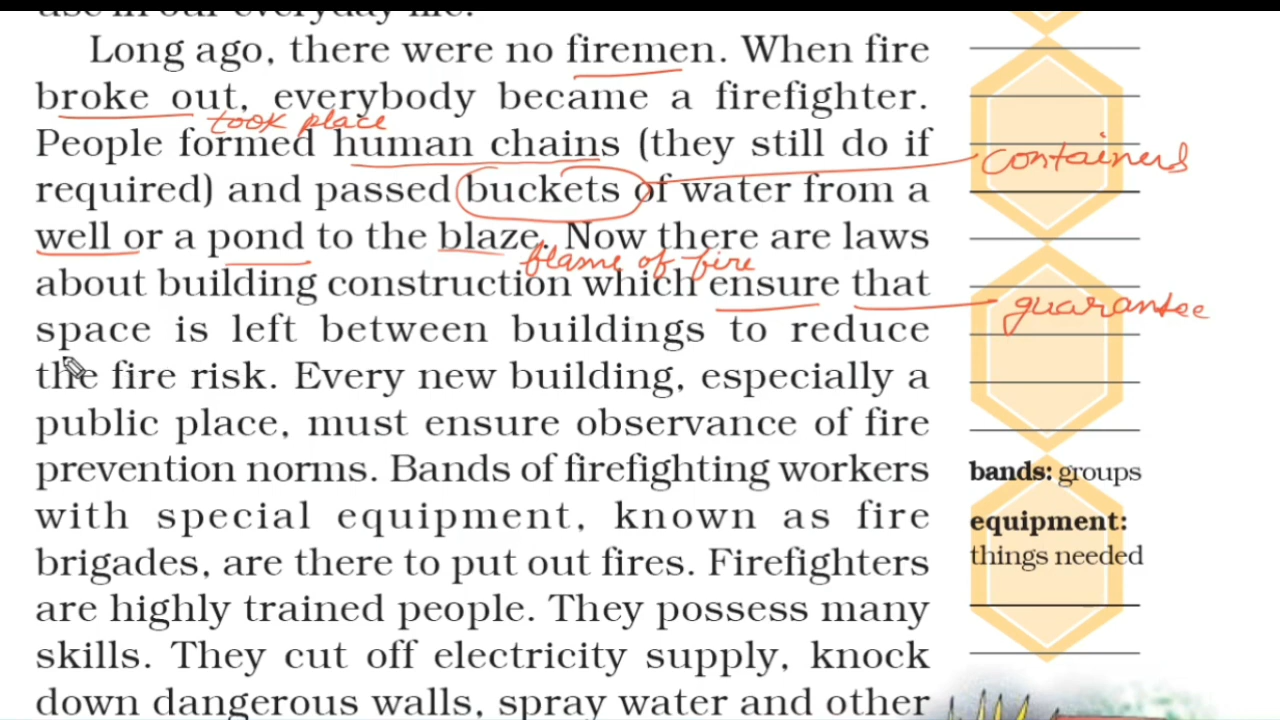 use in our everyday life.
Long ago, there were no firemen. When fire
broke out, everybody became a firefighter.
took place
People formed human chains (they still do if
containers
required) and passed buckets of water from a
well or a pond to the blaze. Now there are laws
flame of fire
about building construction which ensure that
guarantee
space is left between buildings to reduce
the fire risk. Every new building, especially a
public place, must ensure observance of fire
prevention norms. Bands of firefighting workers
bands: groups
with special equipment, known as fire
equipment:
brigades, are there to put out fires. Firefighters
things needed
are highly trained people. They possess many
skills. They cut off electricity supply, knock
down dangerous walls, spray water and other